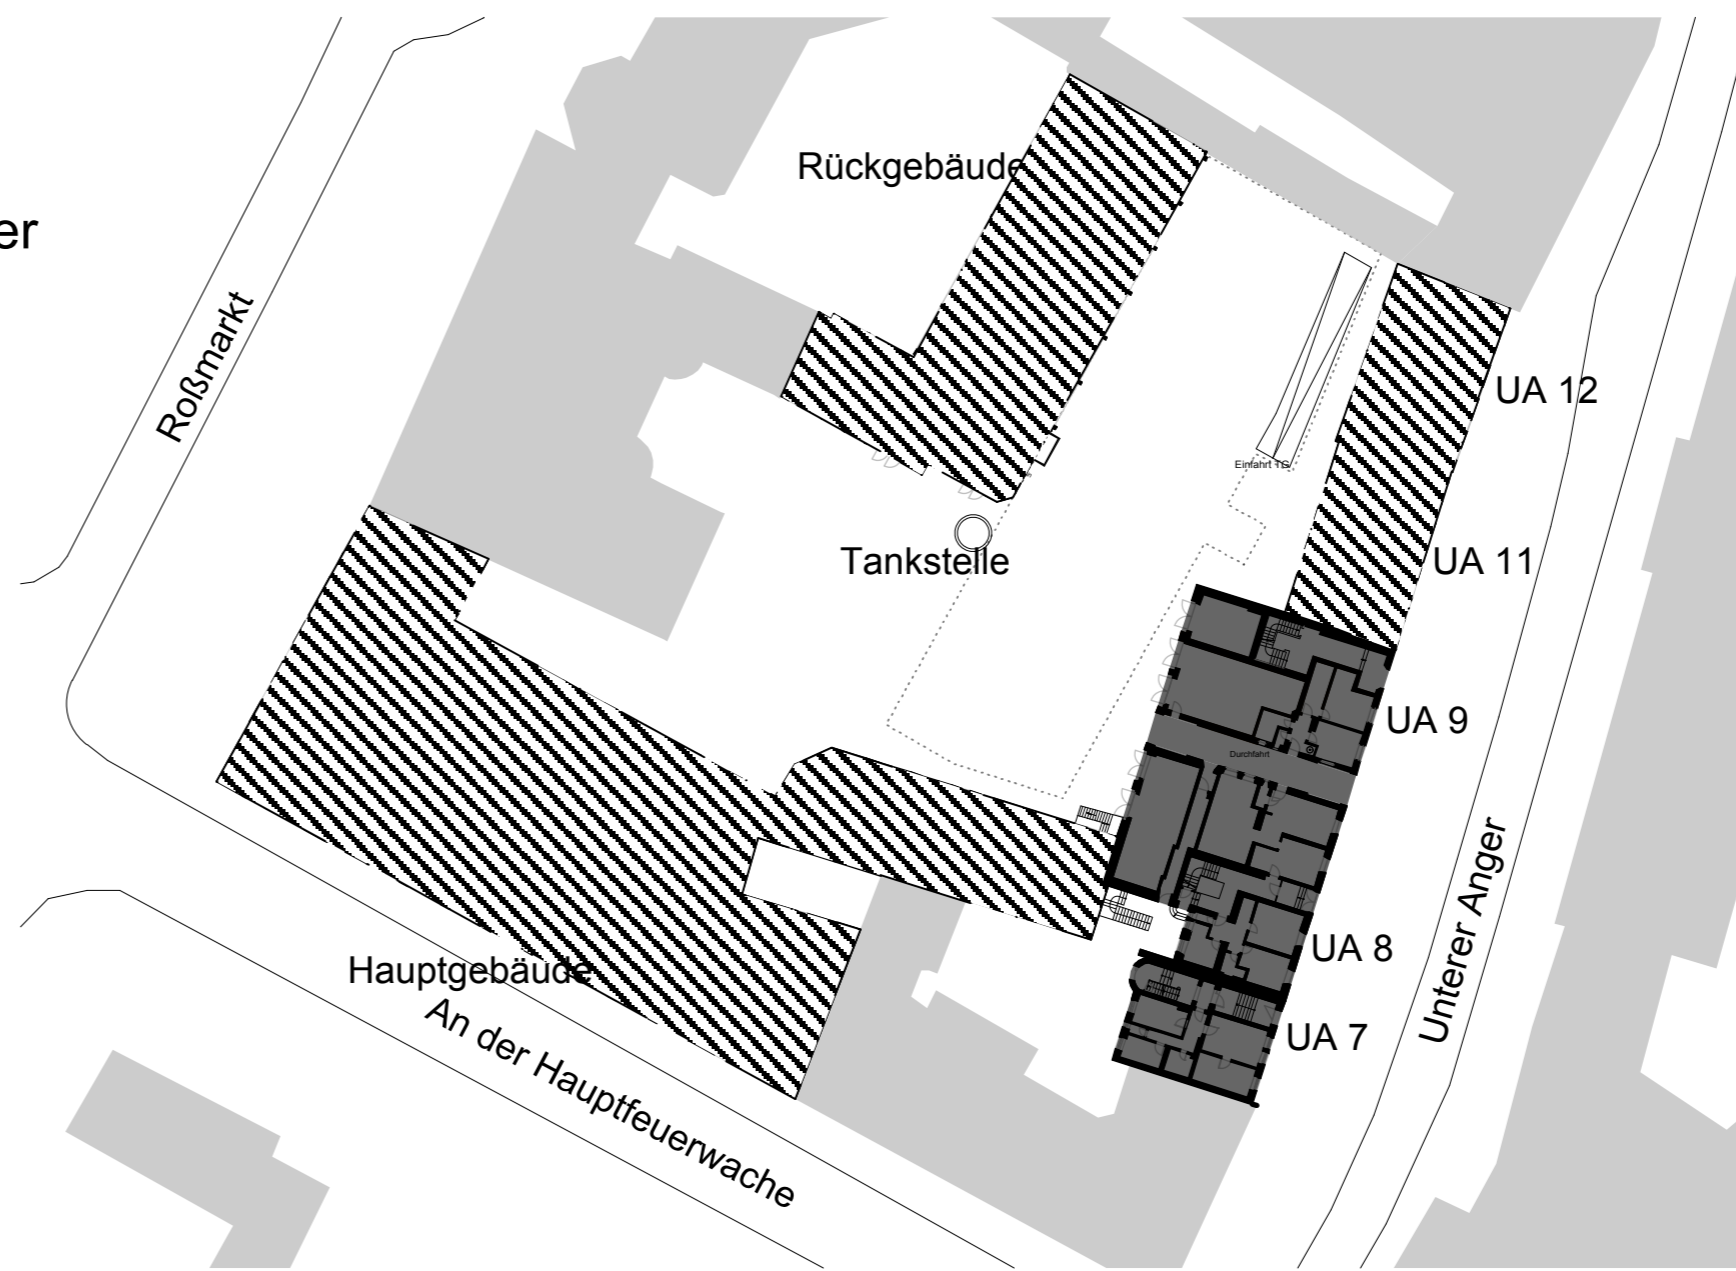 Rückgebäude
er
Roßmarkt
UA 12
Einfahrt TG
Tankstelle
UA 11
UA 9
Durchfahrt
Unterer Anger
UA 8
Hauptgebäude
An der Hauptfeuerwache
UA 7